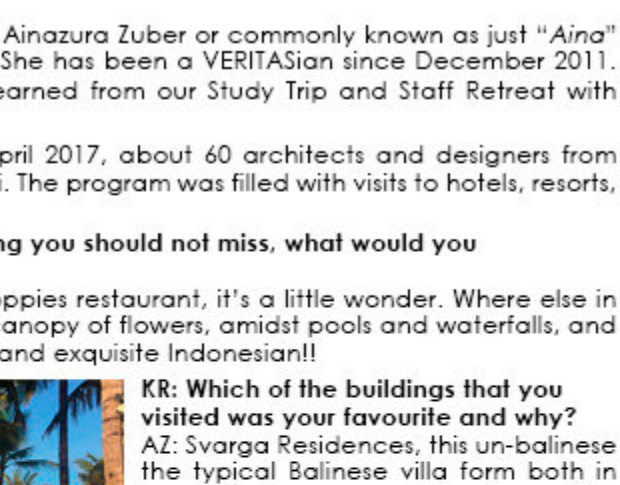 Ainazura Zuber or commonly known as just "Aina"
She has been a VERITASian since December 2011.
earned from our Study Trip and Staff Retreat with
pril 2017, about 60 architects and designers from
i. The program was filled with visits to hotels, resorts,
ng you should not miss, what would you
oppies restaurant, it's a little wonder. Where else in
canopy of flowers, amidst pools and waterfalls, and
and exquisite Indonesian!!
KR: Which of the buildings that you
visited was your favourite and why?
AZ: Svarga Residences, this un-balinese
the typical Balinese villa form both in